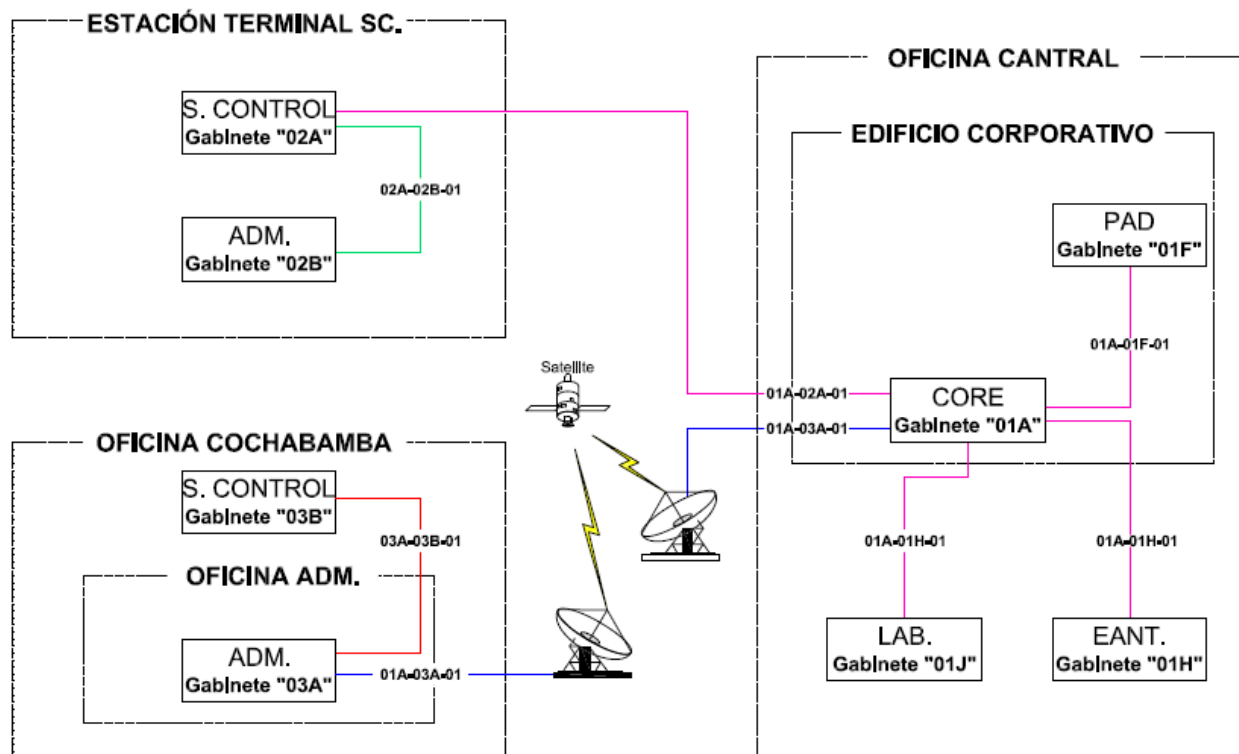 ESTACIÓN TERMINAL SC.
S. CONTROL
Gabinete "02A"
02A-02B-01
ADM.
Gabinete "02B"
OFICINA CANTRAL
EDIFICIO CORPORATIVO
PAD
Gabinete "01F"
01A-01F-01
Satellite
01A-02A-01
CORE
Gabinete "01A"
01A-03A-01
01A-01H-01
01A-01H-01
LAB.
Gabinete "01J"
EANT.
Gabinete "01H"
OFICINA COCHABAMBA
S. CONTROL
Gabinete "03B"
03A-03B-01
OFICINA ADM.
ADM.
Gabinete "03A"
01A-03A-01